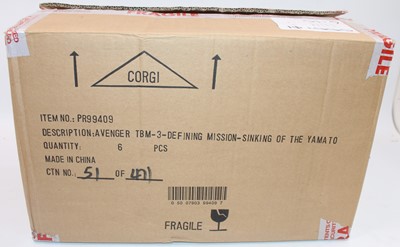 FRAGILE
CORGI
ITEM NO.:PR99409
DESCRIPTION:AVENGER TBM-3-DEFINING MISSION-SINKING OF THE YAMATO
QUANTITY: 6 PCS
MADE IN CHINA
CTN NO.: 51 OF 471
FRAGILE